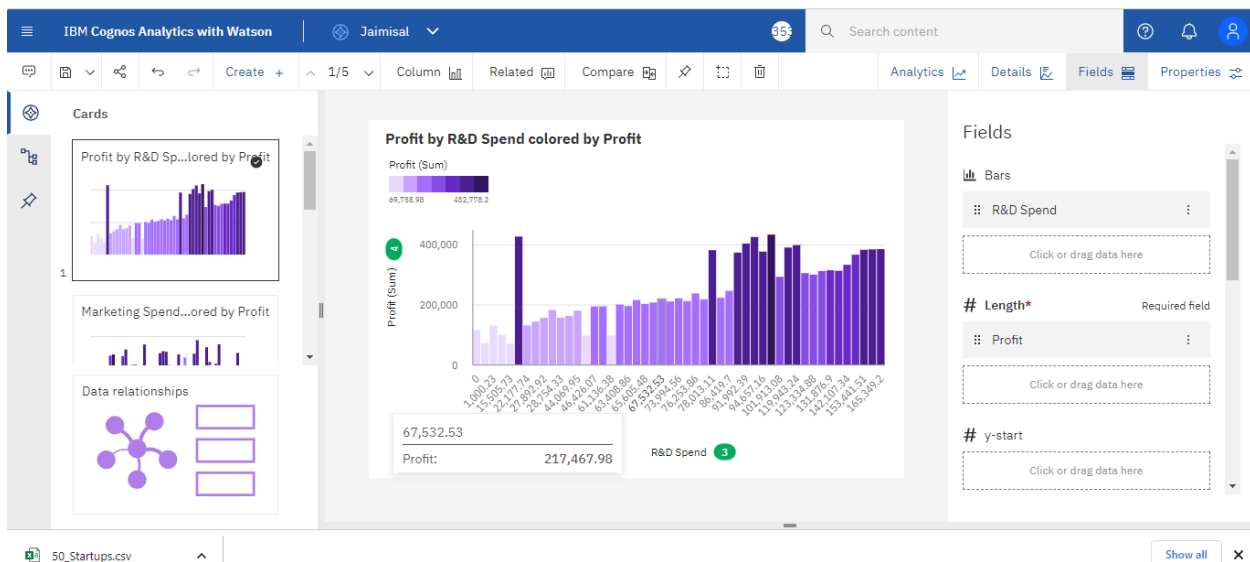 IBM Cognos Analytics with Watson
Jaimisal
353
Search content
Create +
1/5
Column
Related
Compare
Analytics
Details
Fields
Properties
Cards
Profit by R&D Sp...lored by Profit
1
Marketing Spend...ored by Profit
Data relationships
Profit by R&D Spend colored by Profit
Profit (Sum)
69,768.98 432,778.2
4
Profit (Sum)
400,000
200,000
0
0
1,000.23
15,505.73
22,177.74
27,892.92
28,754.33
44,069.95
46,426.07
61,136.38
63,408.86
65,605.48
67,532.53
73,994.56
76,253.86
78,013.11
86,419.7
91,992.39
94,657.16
101,913.08
119,943.24
123,334.88
131,876.9
142,107.34
153,441.51
165,349.2
67,532.53
Profit: 217,467.98
R&D Spend 3
Fields
Bars
R&D Spend
Click or drag data here
# Length* Required field
Profit
Click or drag data here
# y-start
Click or drag data here
50_Startups.csv
Show all